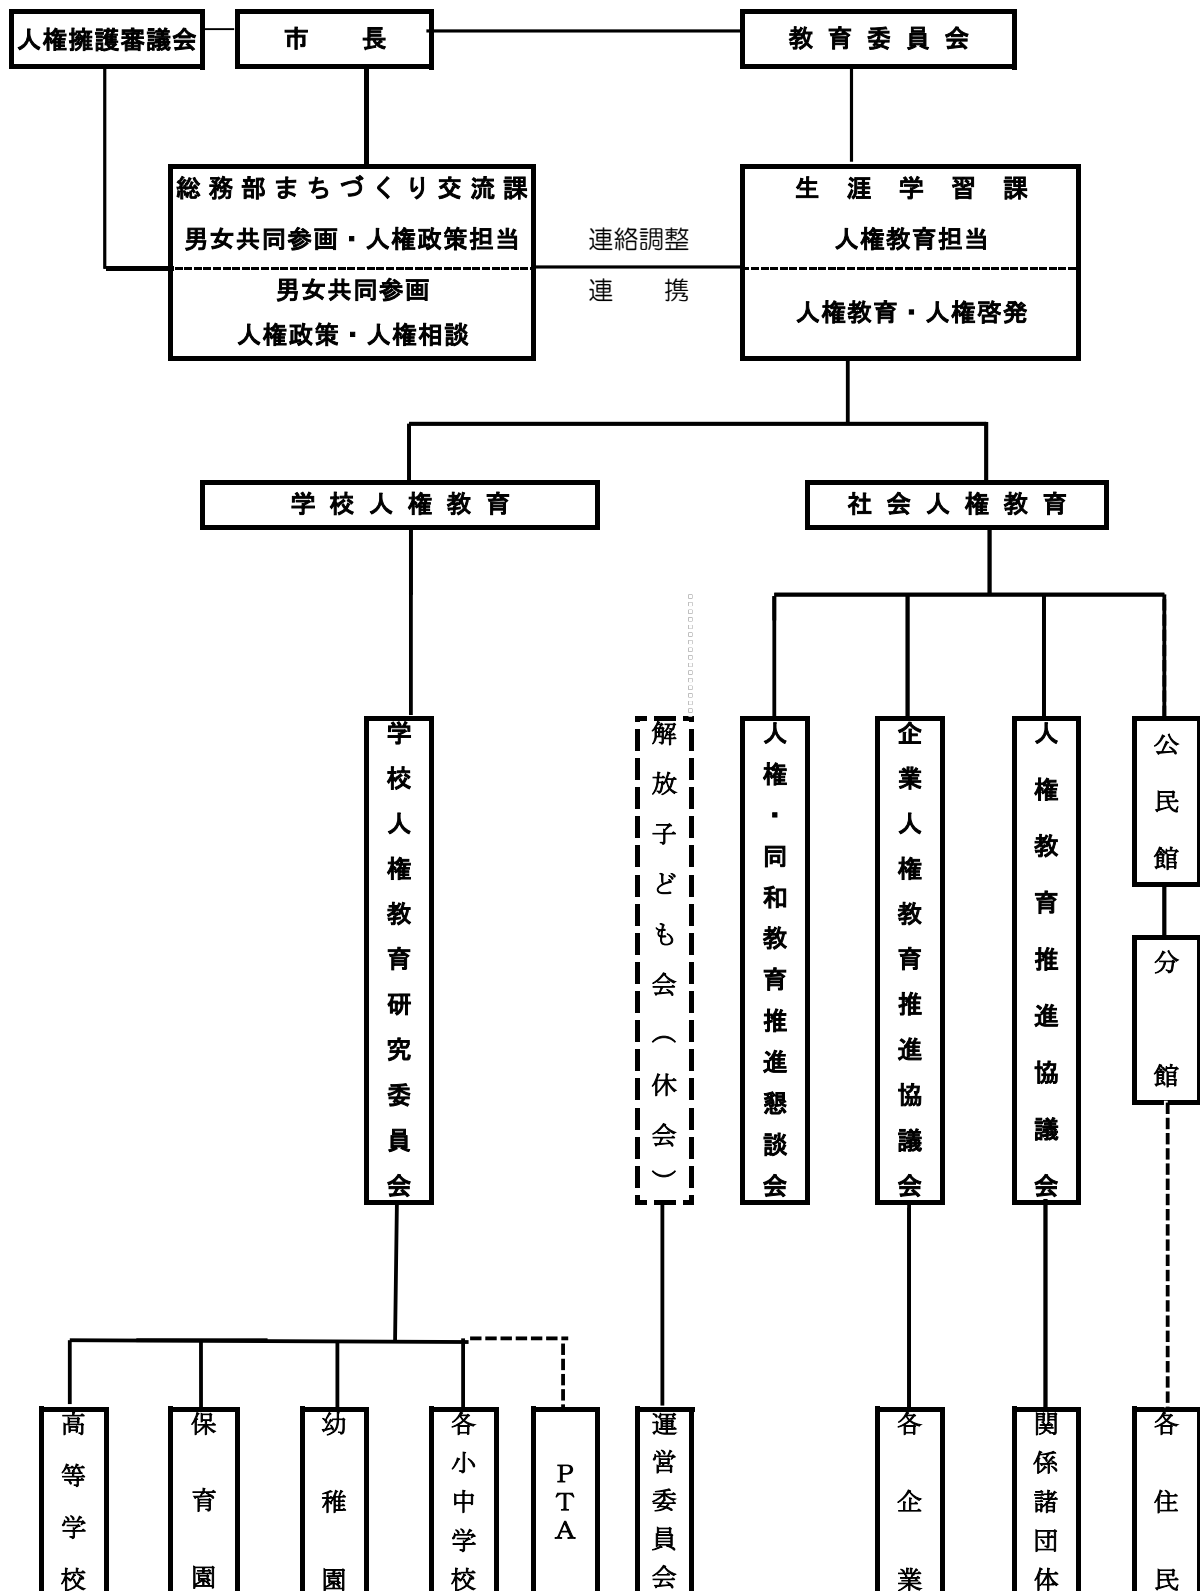 人権擁護審議会
市 長
教育委員会
総務部まちづくり交流課
男女共同参画・人権政策担当
男女共同参画
人権政策・人権相談
連絡調整
連 携
生涯学習課
人権教育担当
人権教育・人権啓発
学校人権教育
社会人権教育
学校人権教育研究委員会
解放子ども会（休会）
人権・同和教育推進懇談会
企業人権教育推進協議会
人権教育推進協議会
公民館
分館
高等学校
保育園
幼稚園
各小中学校
PTA
運営委員会
各企業
関係諸団体
各住民